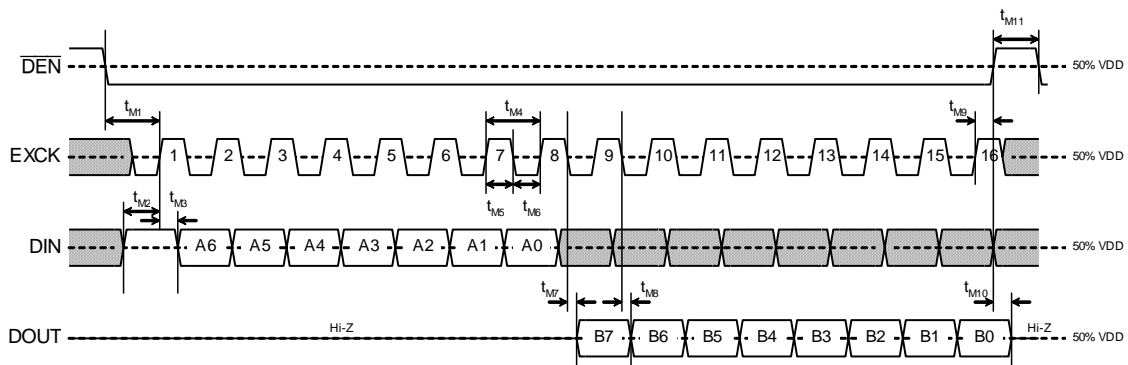 tM11
DEN 50% VDD
tM1 tM4 tM9
EXCK 1 2 3 4 5 6 7 8 9 10 11 12 13 14 15 16 50% VDD
tM2 tM3 tM5 tM6
DIN A6 A5 A4 A3 A2 A1 A0 50% VDD
tM7 tM8 tM10
DOUT Hi-Z B7 B6 B5 B4 B3 B2 B1 B0 Hi-Z 50% VDD